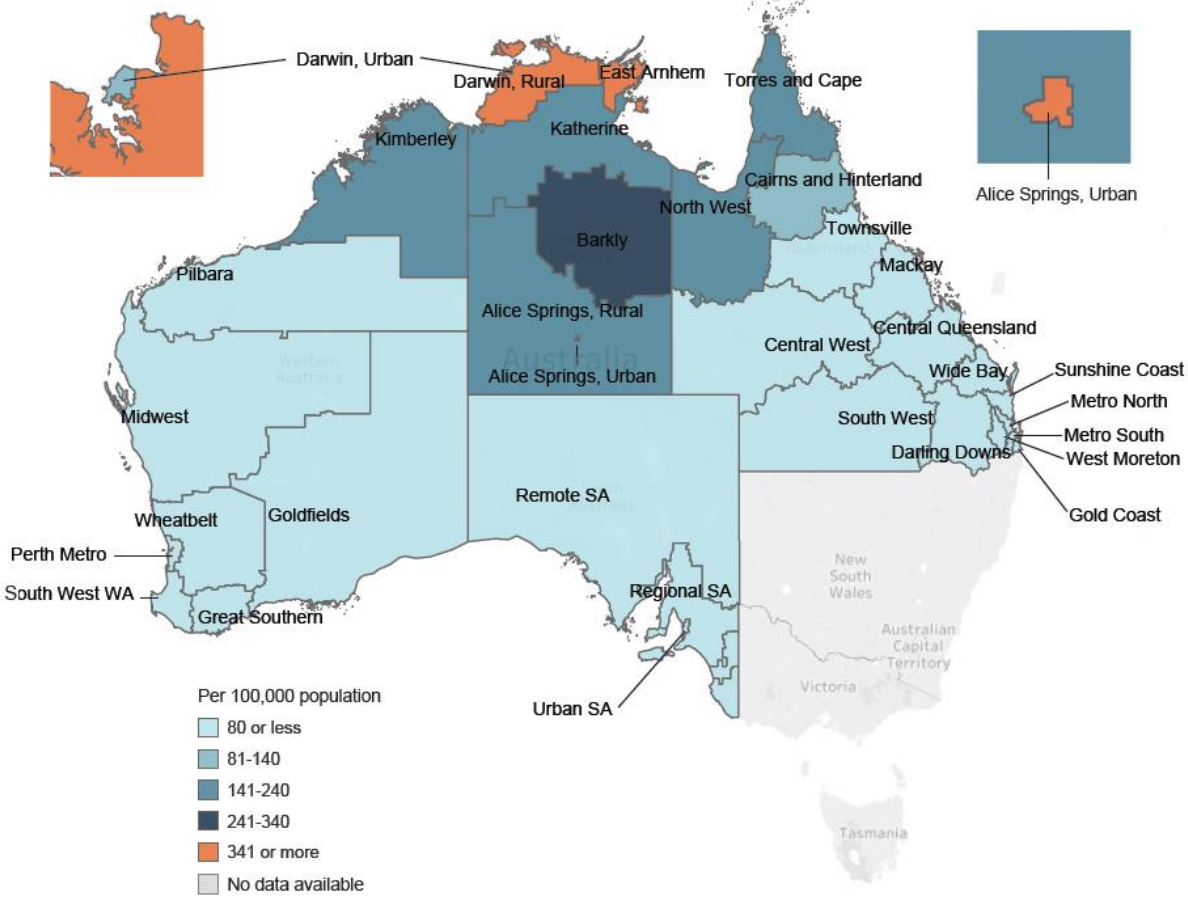 Darwin, Urban
Darwin, Rural
East Arnhem
Torres and Cape
Kimberley
Katherine
Cairns and Hinterland
Alice Springs, Urban
North West
Townsville
Barkly
Queensland
Mackay
Pilbara
Alice Springs, Rural
Central Queensland
Central West
Western
Australia
Australia
Alice Springs, Urban
Wide Bay
Sunshine Coast
Metro North
Midwest
South West
Metro South
Darling Downs
West Moreton
Remote SA
Australia
Goldfields
Wheatbelt
Gold Coast
Perth Metro
New
South
Wales
South West WA
Regional SA
Great Southern
Australian
Capital
Territory
Victoria
Urban SA
Per 100,000 population
80 or less
81-140
141-240
241-340
341 or more
No data available
Tasmania